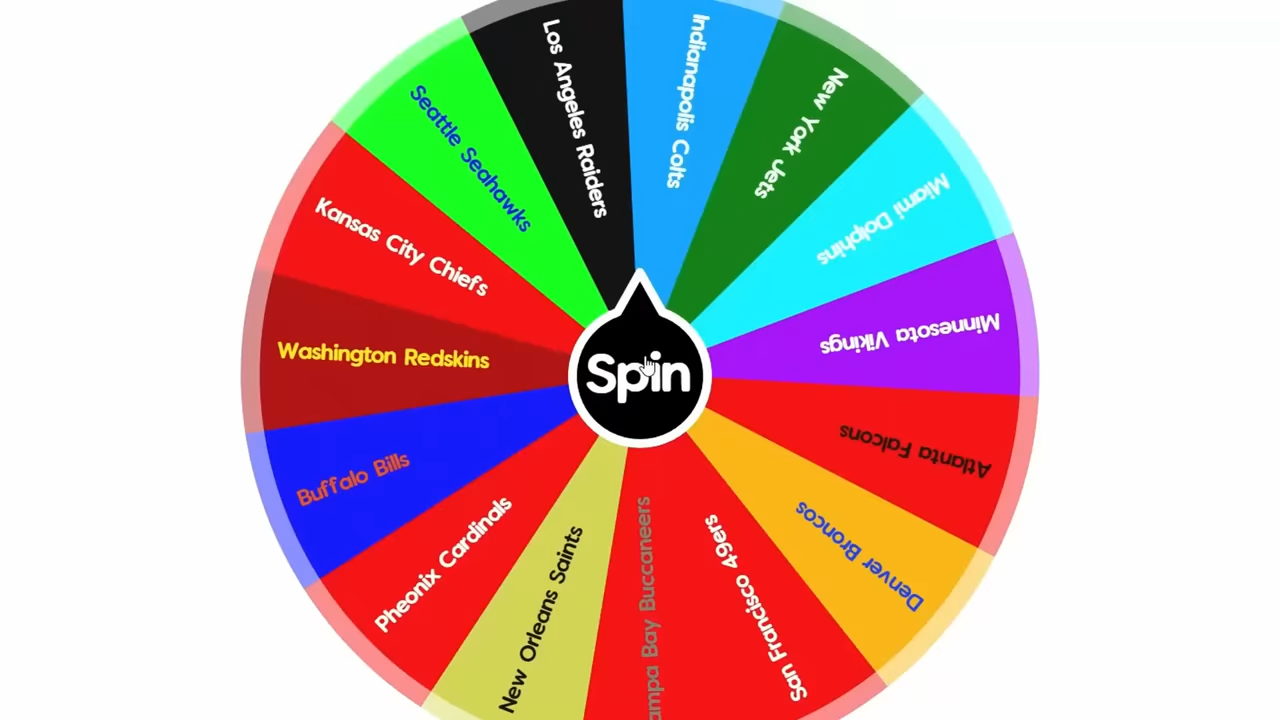 Los Angeles Raiders
Indianapolis Colts
New York Jets
Miami Dolphins
Minnesota Vikings
Atlanta Falcons
Denver Broncos
San Francisco 49ers
ampa Bay Buccaneers
New Orleans Saints
Pheonix Cardinals
Buffalo Bills
Washington Redskins
Kansas City Chiefs
Seattle Seahawks
Spin